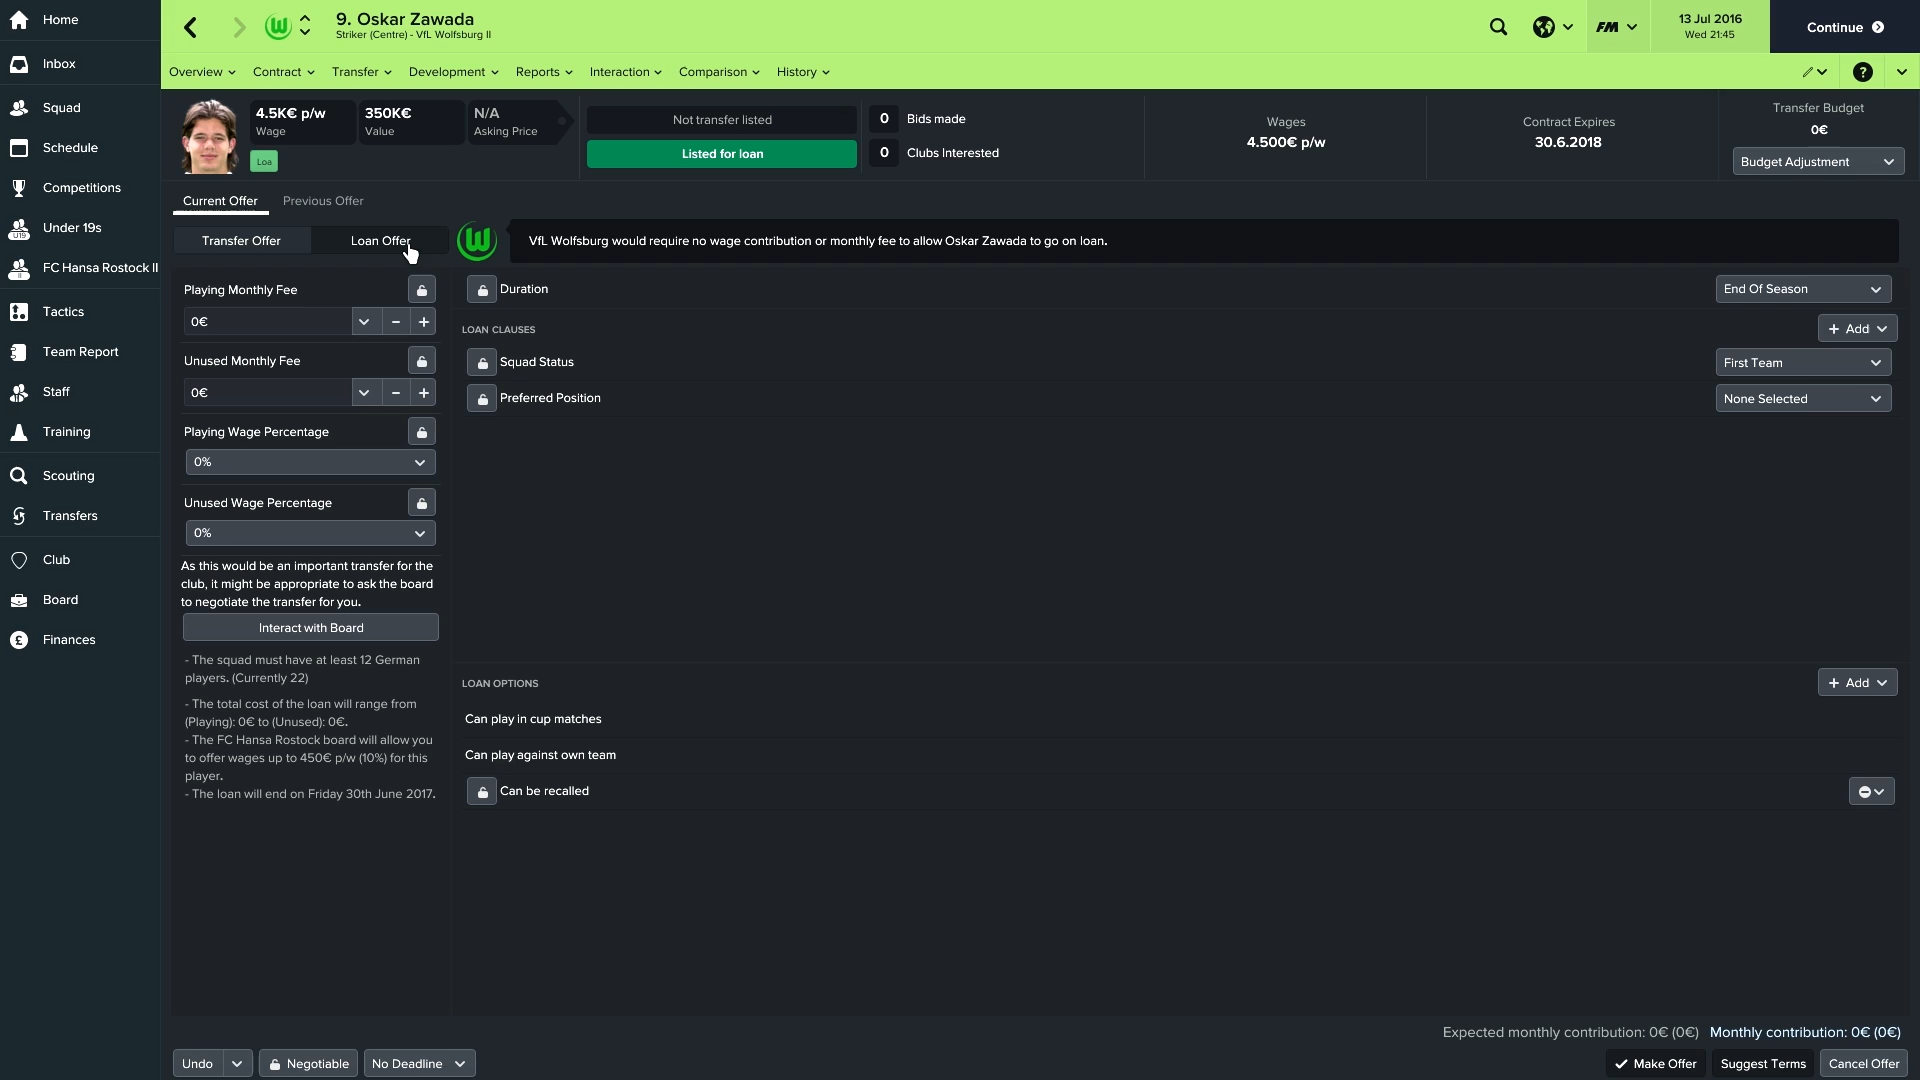 Home
Inbox
Squad
Schedule
Competitions
Under 19s
FC Hansa Rostock II
Tactics
Team Report
Staff
Training
Scouting
Transfers
Club
Board
Finances
9. Oskar Zawada
Striker (Centre) - VfL Wolfsburg II
FM
13 Jul 2016
Wed 21:45
Continue
Overview
Contract
Transfer
Development
Reports
Interaction
Comparison
History
4.5K€ p/w
Wage
350K€
Value
N/A
Asking Price
Loa
Not transfer listed
Listed for loan
0 Bids made
0 Clubs Interested
Wages
4.500€ p/w
Contract Expires
30.6.2018
Transfer Budget
0€
Budget Adjustment
Current Offer
Previous Offer
Transfer Offer
Loan Offer
VfL Wolfsburg would require no wage contribution or monthly fee to allow Oskar Zawada to go on loan.
Playing Monthly Fee
0€
Unused Monthly Fee
0€
Playing Wage Percentage
0%
Unused Wage Percentage
0%
As this would be an important transfer for the
club, it might be appropriate to ask the board
to negotiate the transfer for you.
Interact with Board
- The squad must have at least 12 German
players. (Currently 22)
- The total cost of the loan will range from
(Playing): 0€ to (Unused): 0€.
- The FC Hansa Rostock board will allow you
to offer wages up to 450€ p/w (10%) for this
player.
- The loan will end on Friday 30th June 2017.
Duration
End Of Season
LOAN CLAUSES
+ Add
Squad Status
First Team
Preferred Position
None Selected
LOAN OPTIONS
+ Add
Can play in cup matches
Can play against own team
Can be recalled
Expected monthly contribution: 0€ (0€) Monthly contribution: 0€ (0€)
Undo
Negotiable
No Deadline
Make Offer
Suggest Terms
Cancel Offer